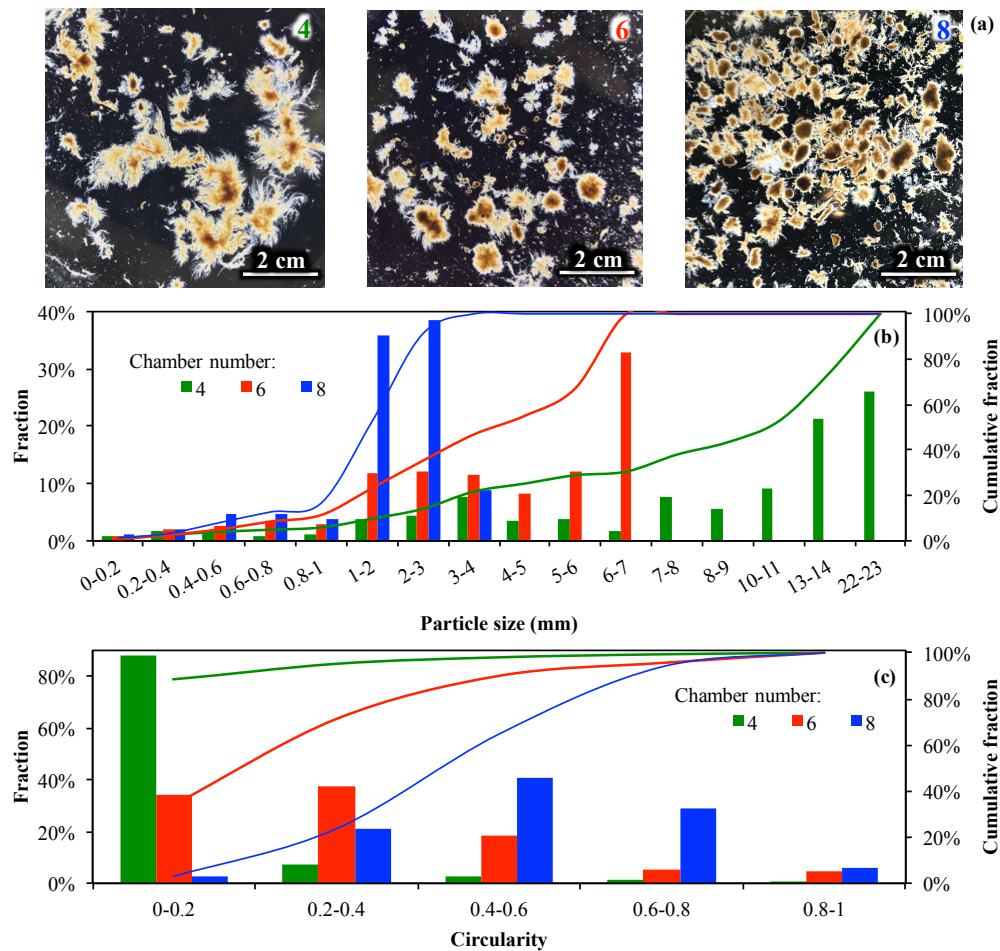 4
6
8
(a)
2 cm
2 cm
2 cm
40%
30%
20%
10%
0%
Fraction
Chamber number:
4 6 8
(b)
100%
80%
60%
40%
20%
0%
Cumulative fraction
0-0.2 0.2-0.4 0.4-0.6 0.6-0.8 0.8-1 1-2 2-3 3-4 4-5 5-6 6-7 7-8 8-9 10-11 13-14 22-23
Particle size (mm)
80%
60%
40%
20%
0%
Fraction
(c)
Chamber number:
4 6 8
100%
80%
60%
40%
20%
0%
Cumulative fraction
0-0.2 0.2-0.4 0.4-0.6 0.6-0.8 0.8-1
Circularity